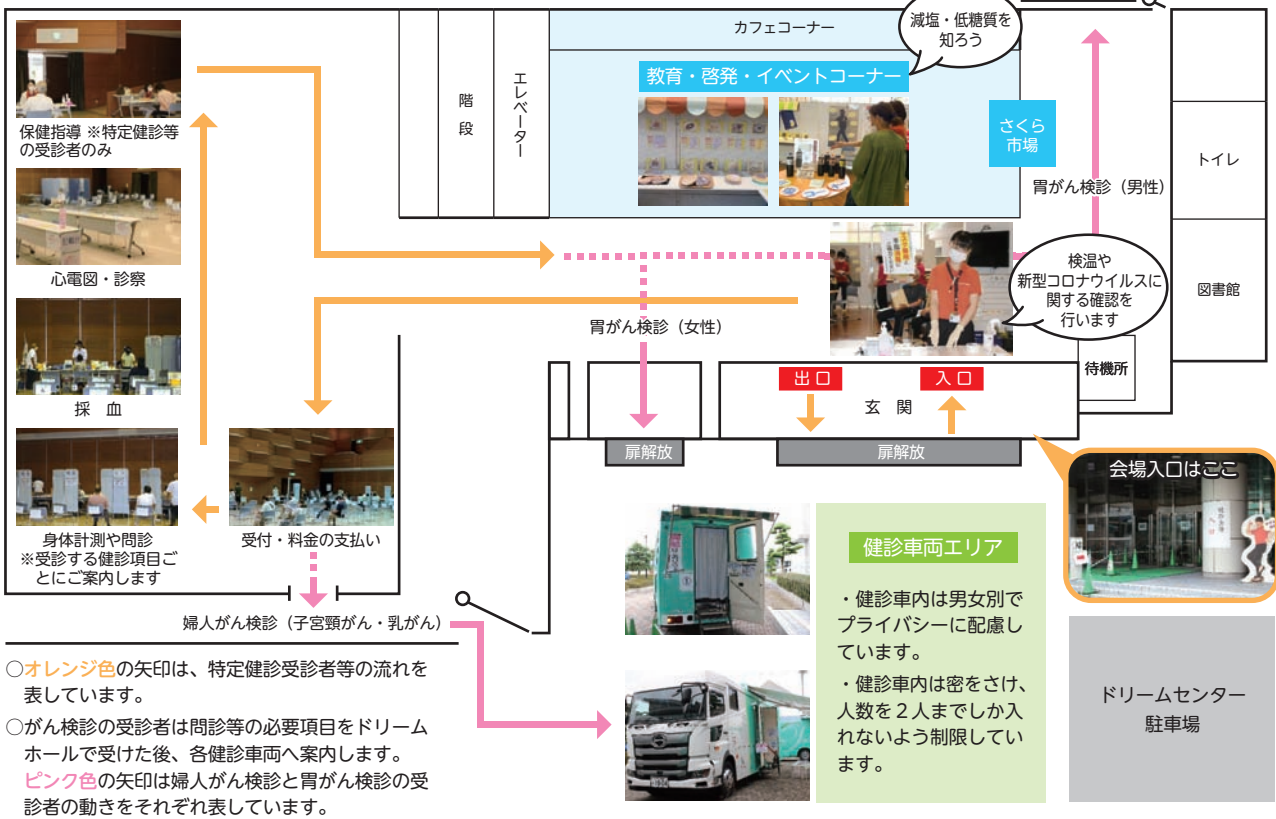 カフェコーナー
減塩・低糖質を
知ろう
教育・啓発・イベントコーナー
階段
エレベーター
さくら
市場
トイレ
図書館
保健指導 ※特定健診等
の受診者のみ
心電図・診察
採 血
身体計測や問診
※受診する健診項目ご
とにご案内します
受付・料金の支払い
胃がん検診（男性）
検温や
新型コロナウイルスに
関する確認を
行います
胃がん検診（女性）
待機所
出 口
入 口
玄 関
扉解放
扉解放
会場入口はここ
婦人がん検診（子宮頸がん・乳がん）
健診車両エリア
・健診車内は男女別で
プライバシーに配慮し
ています。
・健診車内は密をさけ、
人数を２人までしか入
れないよう制限してい
ます。
ドリームセンター
駐車場
○オレンジ色の矢印は、特定健診受診者等の流れを
表しています。
○がん検診の受診者は問診等の必要項目をドリーム
ホールで受けた後、各健診車両へ案内します。
ピンク色の矢印は婦人がん検診と胃がん検診の受
診者の動きをそれぞれ表しています。